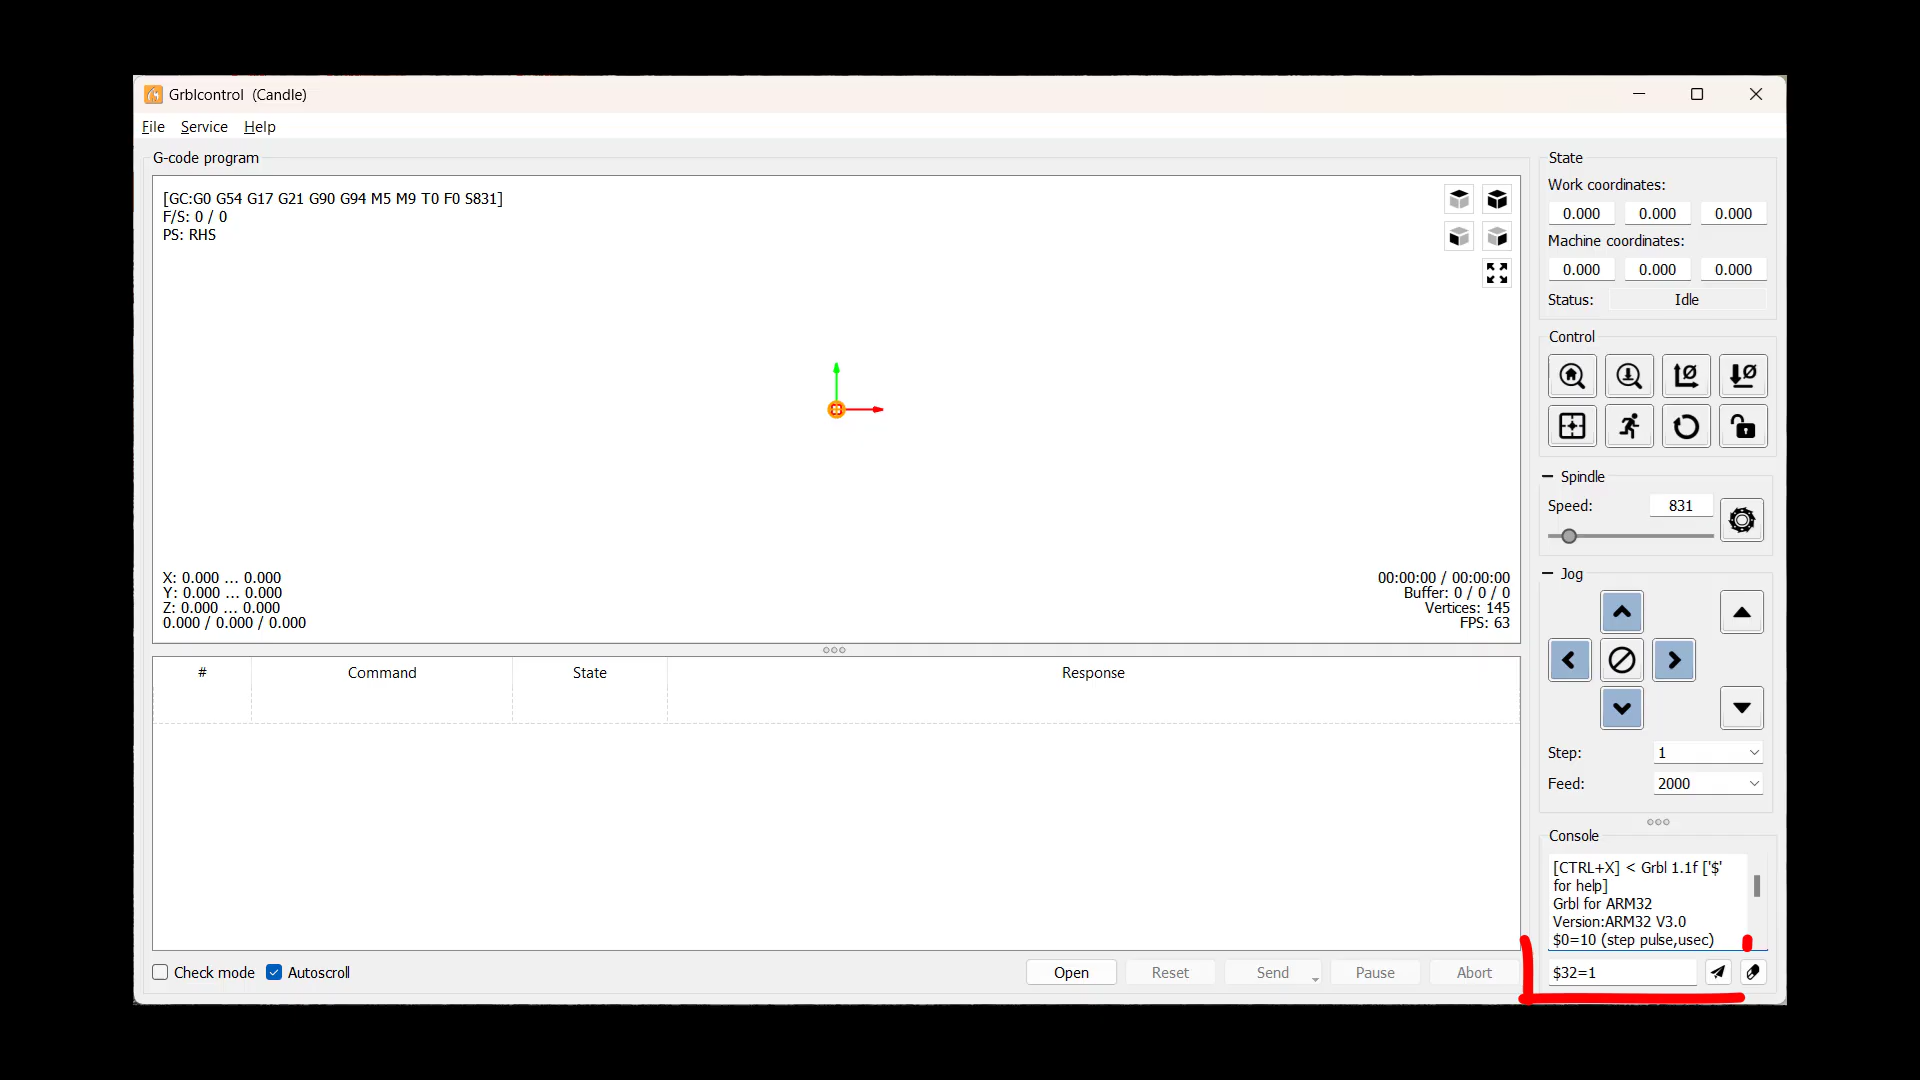 Grblcontrol (Candle)
File Service Help
G-code program
[GC:G0 G54 G17 G21 G90 G94 M5 M9 T0 F0 S831]
F/S: 0 / 0
PS: RHS
X: 0.000 ... 0.000
Y: 0.000 ... 0.000
Z: 0.000 ... 0.000
0.000 / 0.000 / 0.000
00:00:00 / 00:00:00
Buffer: 0 / 0 / 0
Vertices: 145
FPS: 63
# Command State Response
Check mode Autoscroll Open Reset Send Pause Abort
State
Work coordinates:
0.000 0.000 0.000
Machine coordinates:
0.000 0.000 0.000
Status: Idle
Control
Spindle
Speed: 831
Jog
Step: 1
Feed: 2000
Console
[CTRL+X] < Grbl 1.1f ['$'
for help]
Grbl for ARM32
Version:ARM32 V3.0
$0=10 (step pulse,usec)
$32=1